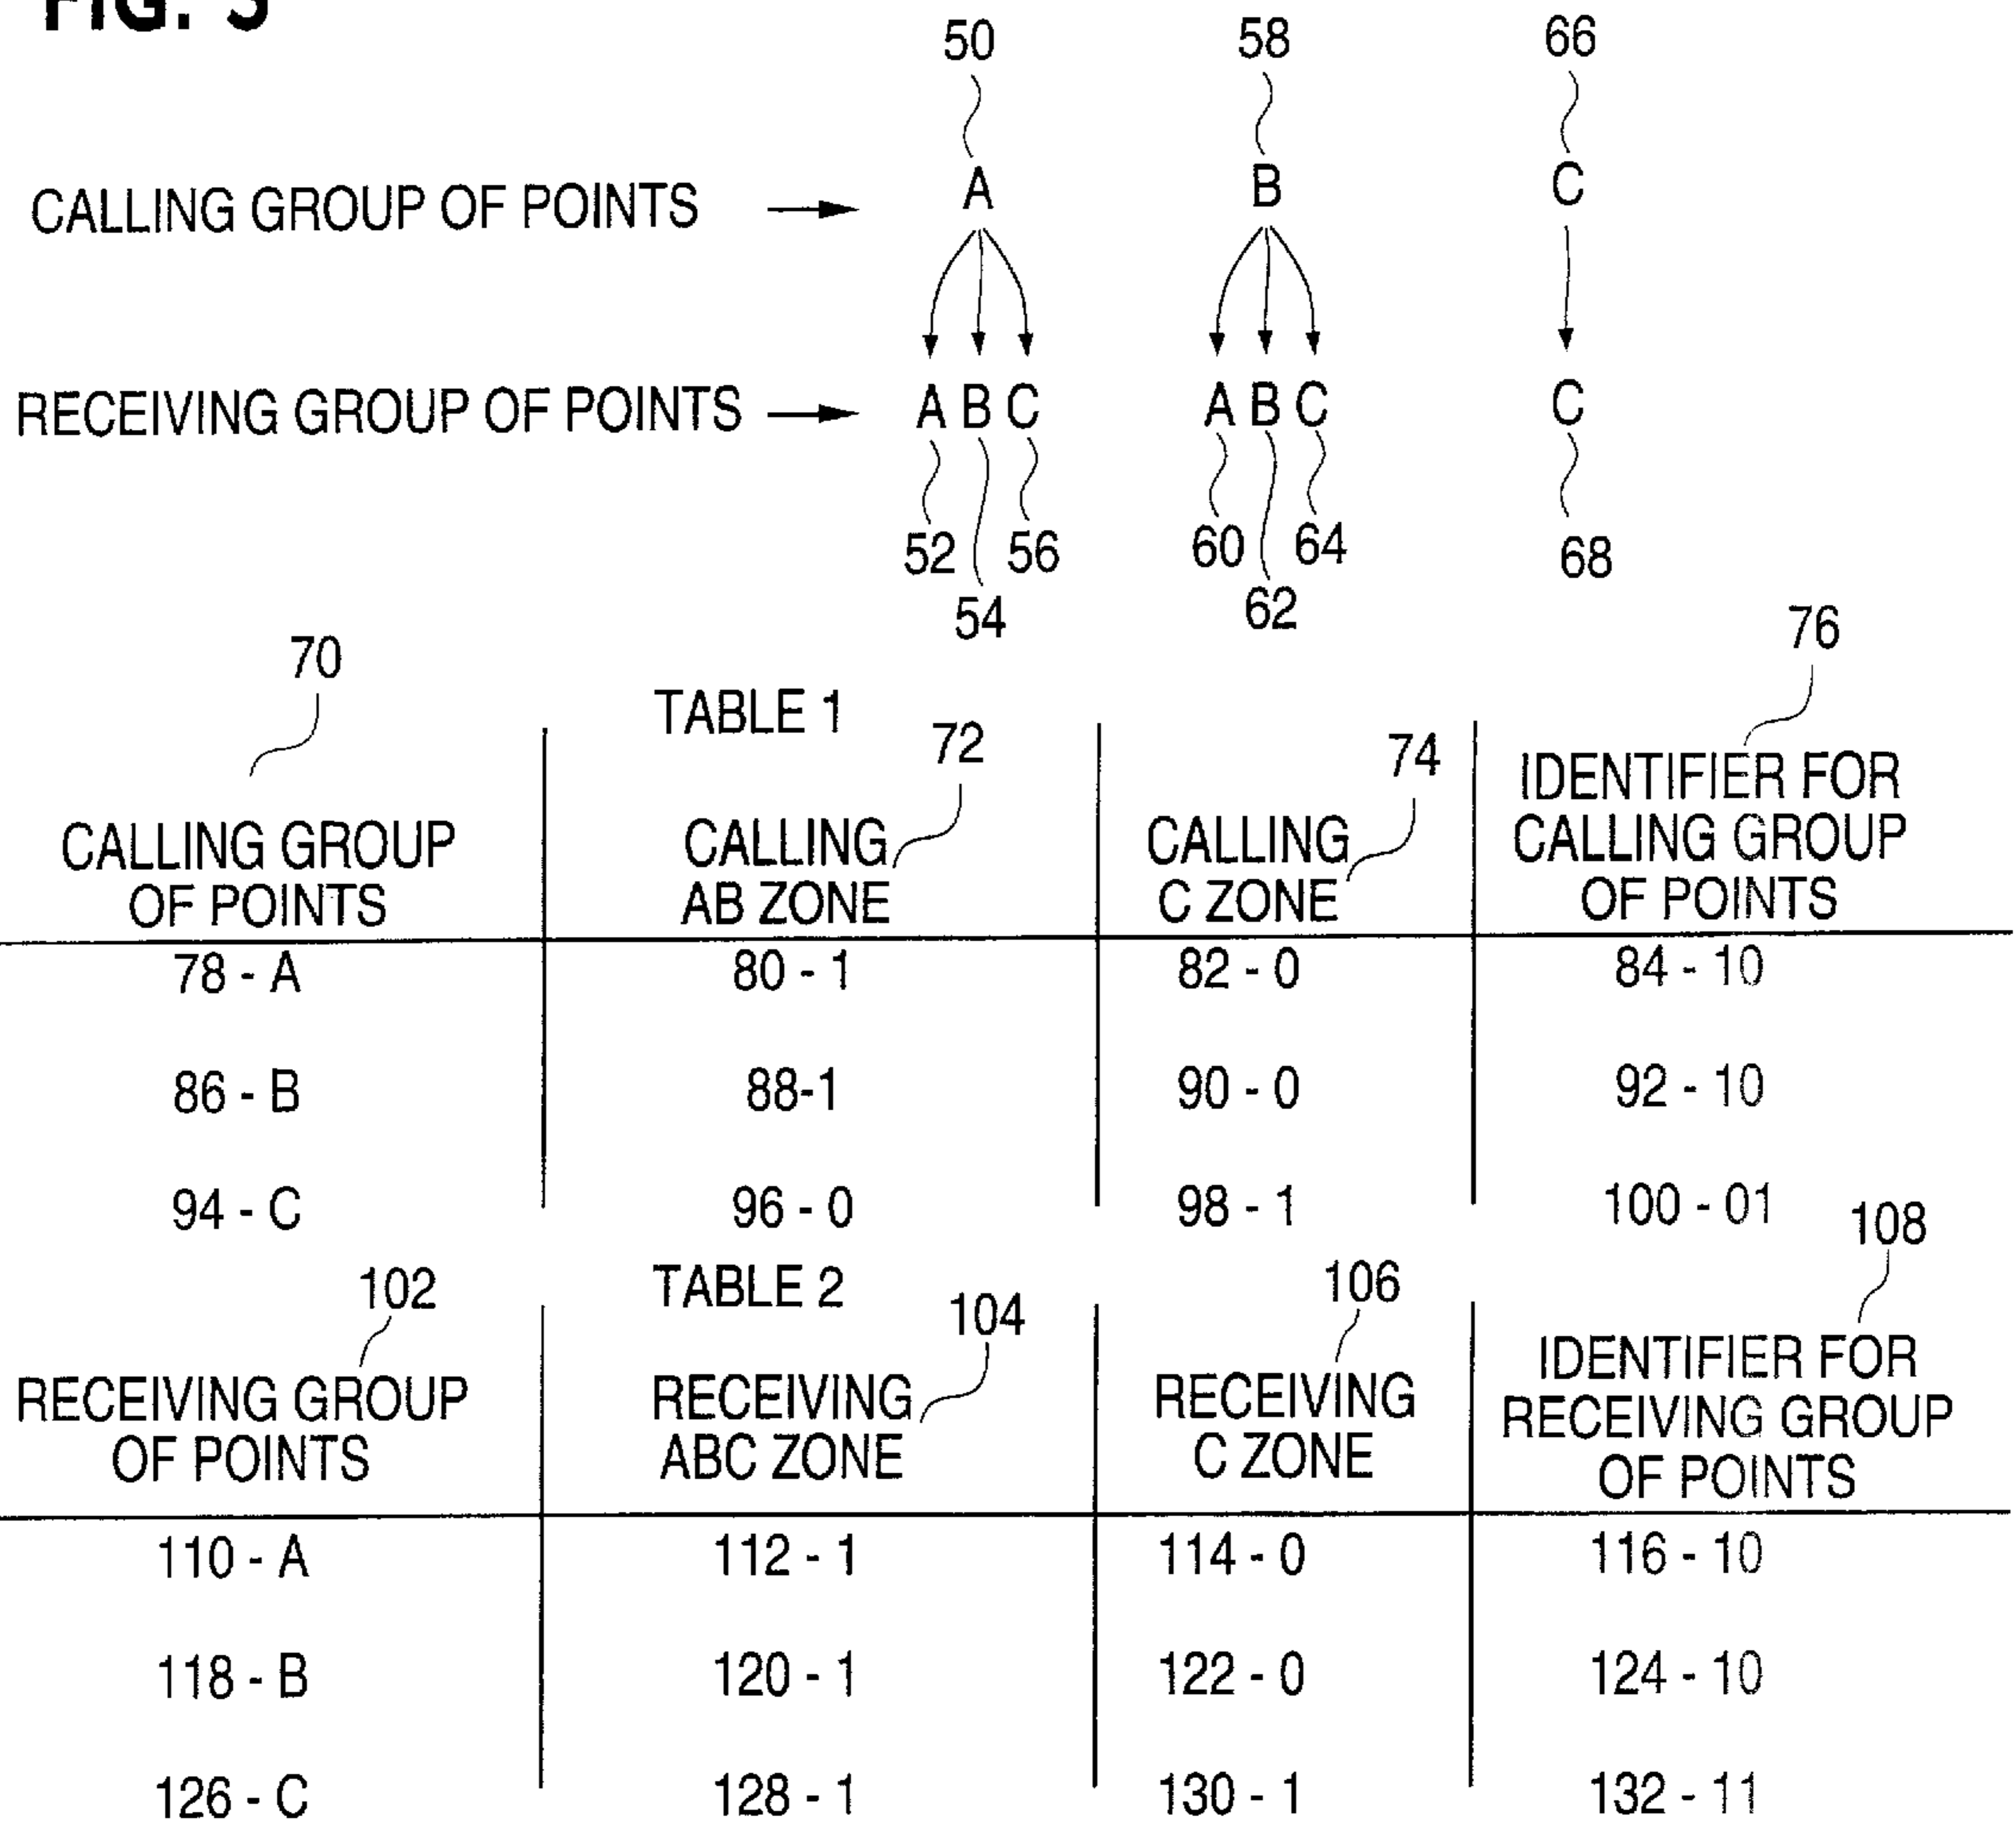 FIG. 3
50 58 66
CALLING GROUP OF POINTS A B C
RECEIVING GROUP OF POINTS A B C A B C C
52 56 60 64 68
54 62
70 76
TABLE 1
72 74
CALLING GROUP OF POINTS
CALLING AB ZONE
CALLING C ZONE
IDENTIFIER FOR CALLING GROUP OF POINTS
78 - A 80 - 1 82 - 0 84 - 10
86 - B 88-1 90 - 0 92 - 10
94 - C 96 - 0 98 - 1 100 - 01
108
102 TABLE 2 106
104
RECEIVING GROUP OF POINTS
RECEIVING ABC ZONE
RECEIVING C ZONE
IDENTIFIER FOR RECEIVING GROUP OF POINTS
110 - A 112 - 1 114 - 0 116 - 10
118 - B 120 - 1 122 - 0 124 - 10
126 - C 128 - 1 130 - 1 132 - 11